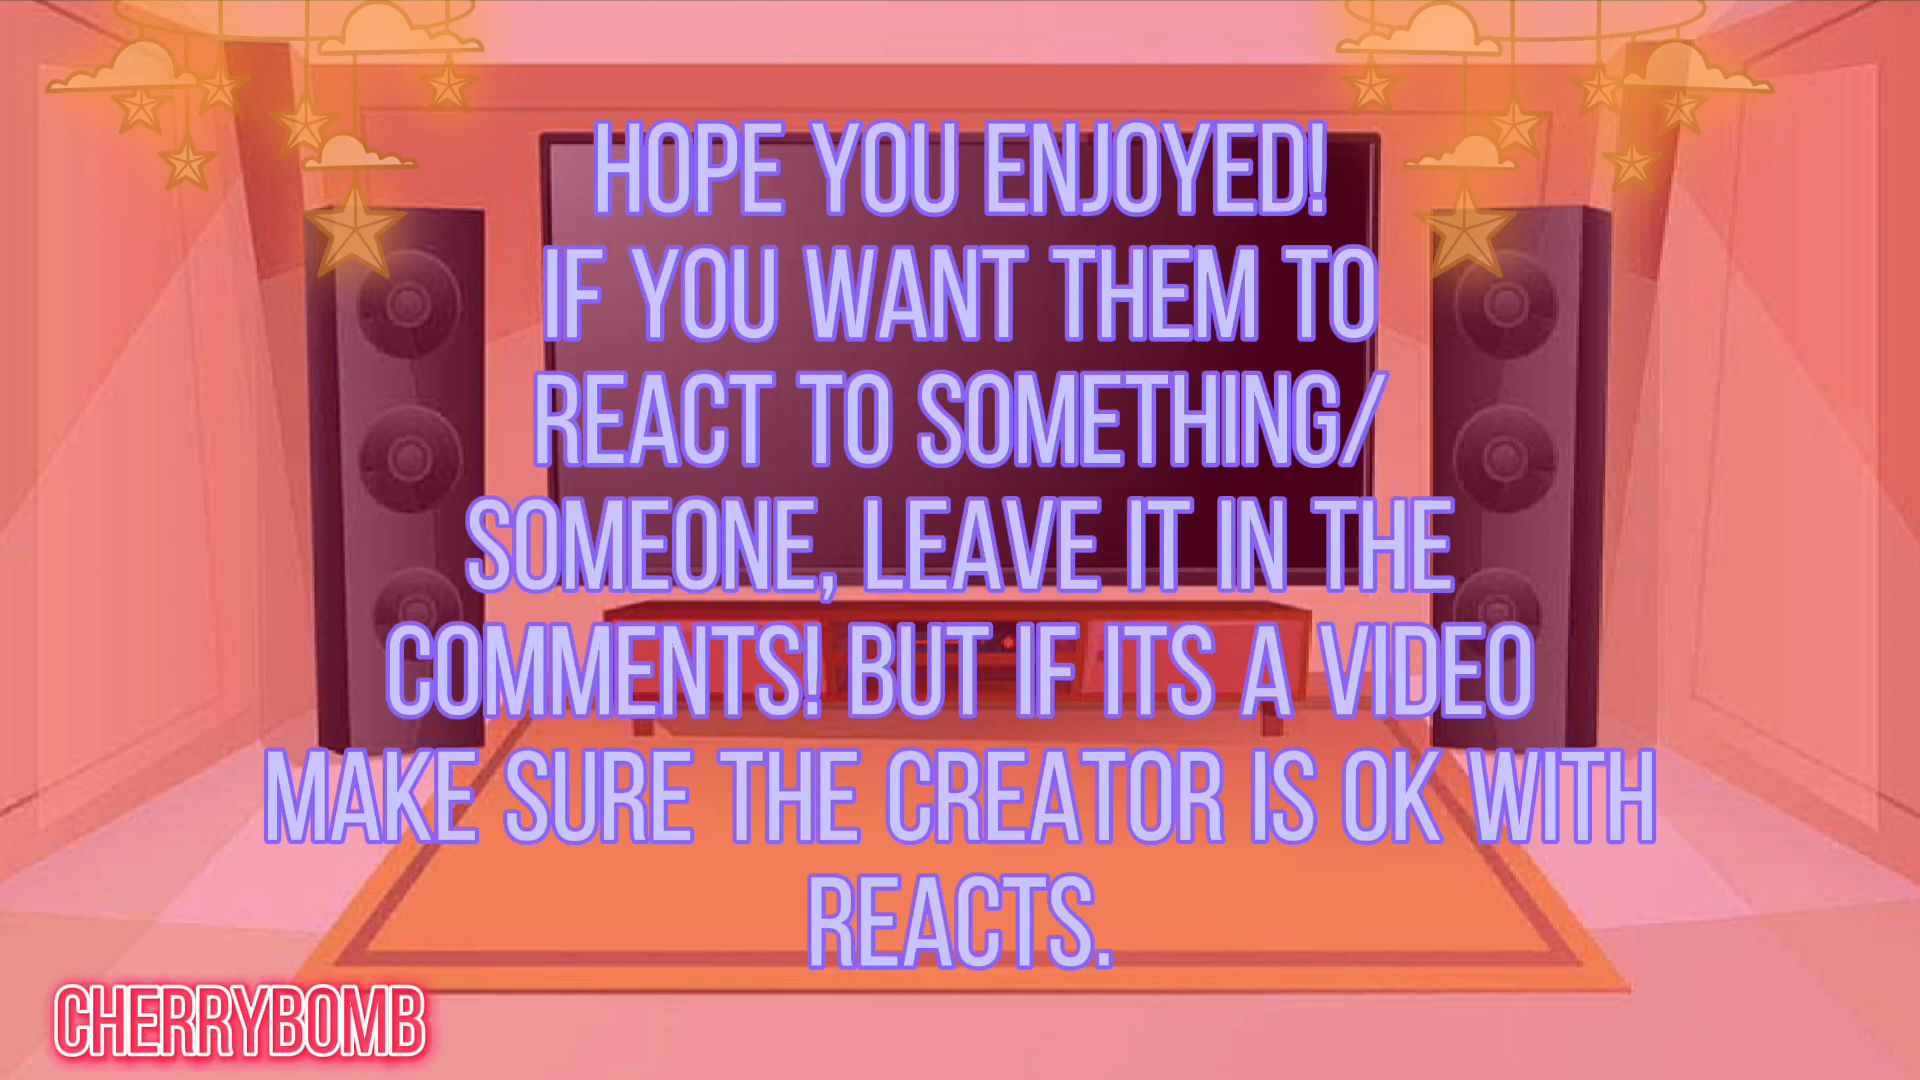 HOPE YOU ENJOYED!
IF YOU WANT THEM TO
REACT TO SOMETHING/
SOMEONE, LEAVE IT IN THE
COMMENTS! BUT IF ITS A VIDEO
MAKE SURE THE CREATOR IS OK WITH
REACTS.
CHERRYBOMB